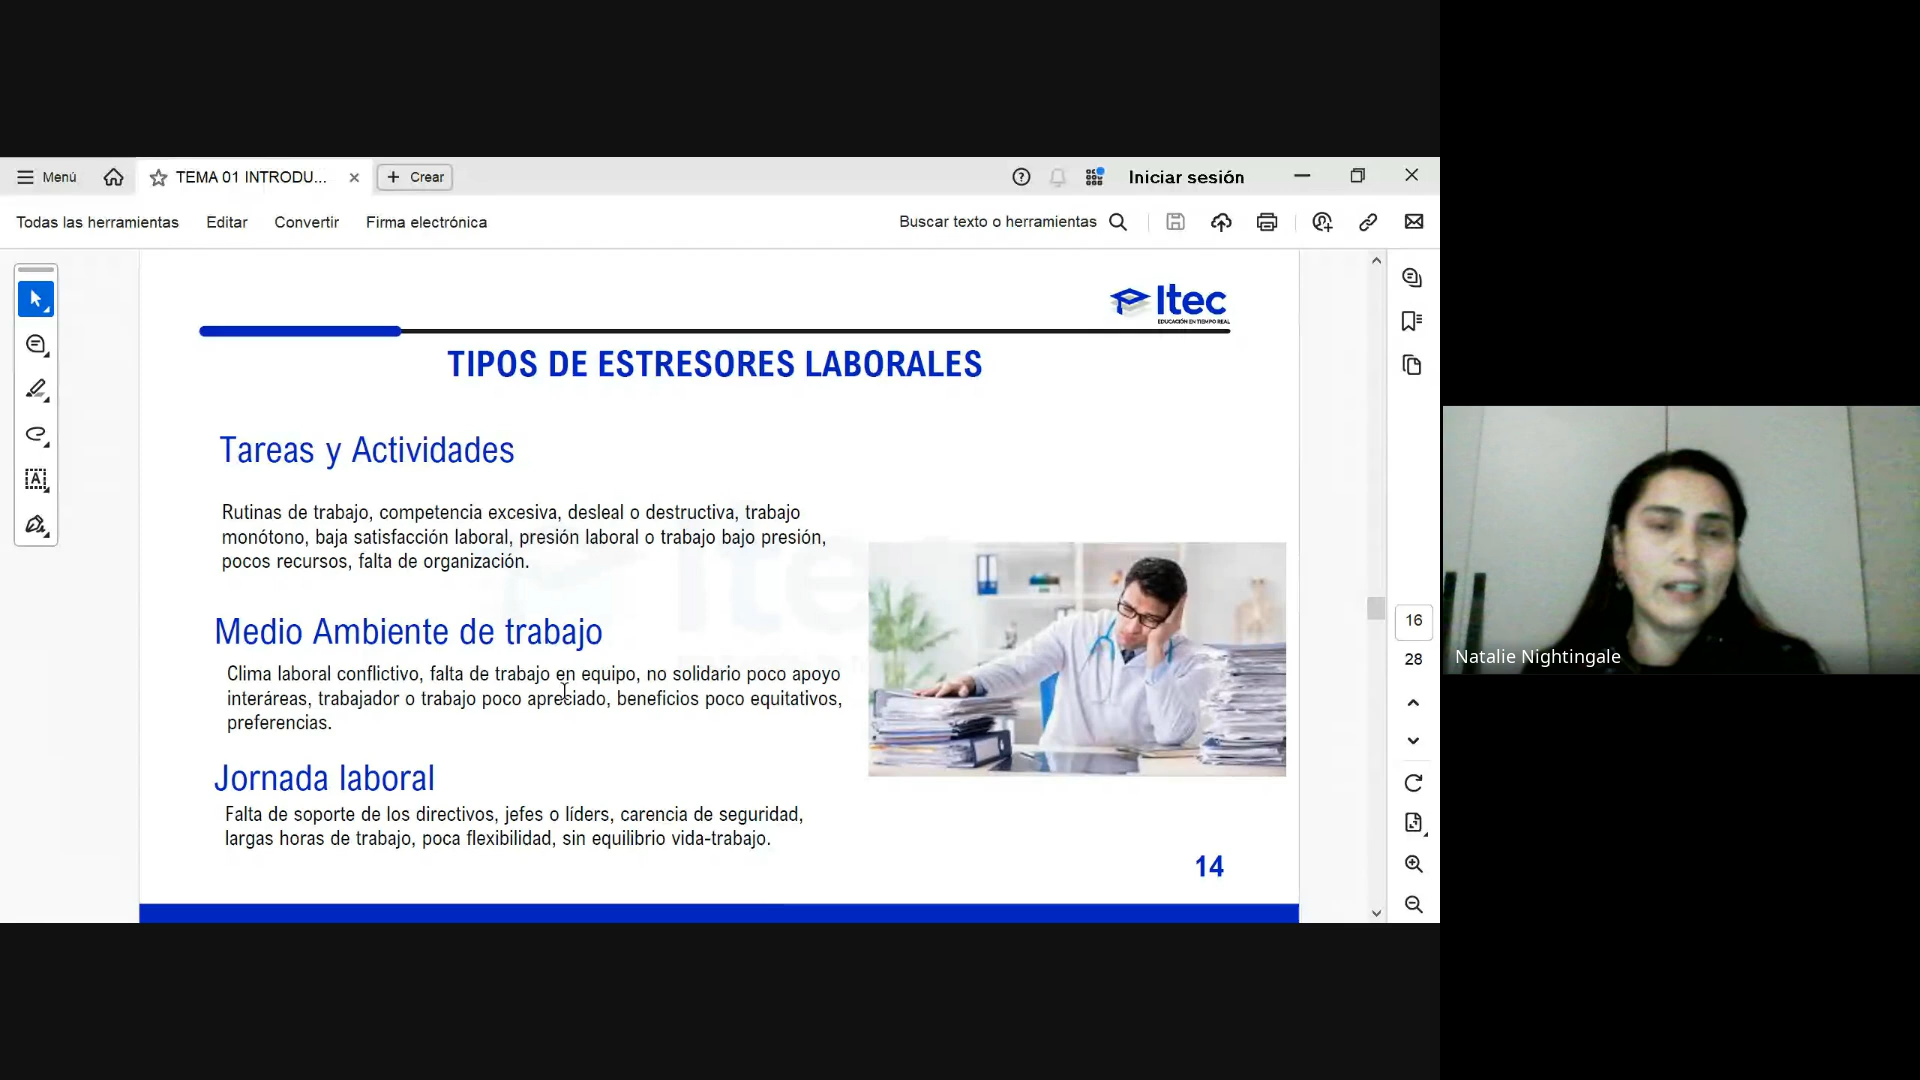 Menú
TEMA 01 INTRODU...
Crear
Iniciar sesión
Todas las herramientas
Editar
Convertir
Firma electrónica
Buscar texto o herramientas
Itec
EDUCACIÓN EN TIEMPO REAL
TIPOS DE ESTRESORES LABORALES
Tareas y Actividades
Rutinas de trabajo, competencia excesiva, desleal o destructiva, trabajo
monótono, baja satisfacción laboral, presión laboral o trabajo bajo presión,
pocos recursos, falta de organización.
Medio Ambiente de trabajo
Clima laboral conflictivo, falta de trabajo en equipo, no solidario poco apoyo
interáreas, trabajador o trabajo poco apreciado, beneficios poco equitativos,
preferencias.
Jornada laboral
Falta de soporte de los directivos, jefes o líders, carencia de seguridad,
largas horas de trabajo, poca flexibilidad, sin equilibrio vida-trabajo.
14
16
28
Natalie Nightingale